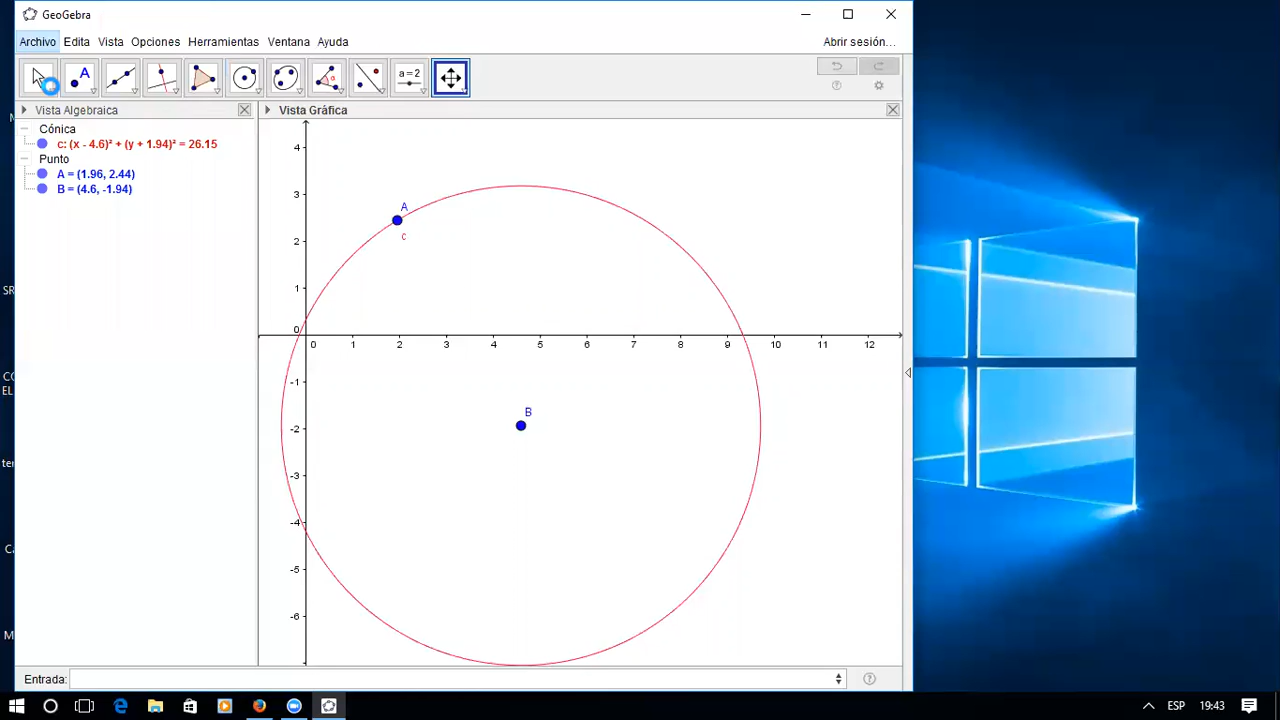 GeoGebra
Archivo Edita Vista Opciones Herramientas Ventana Ayuda Abrir sesión...
A α a = 2
Vista Algebraica
Vista Gráfica
Cónica
c: (x - 4.6)² + (y + 1.94)² = 26.15
Punto
A = (1.96, 2.44)
B = (4.6, -1.94)
4
3
A
c
2
1
0
0 1 2 3 4 5 6 7 8 9 10 11 12
-1
B
-2
-3
-4
-5
-6
Entrada:
SR
EL
ter
ESP 19:43